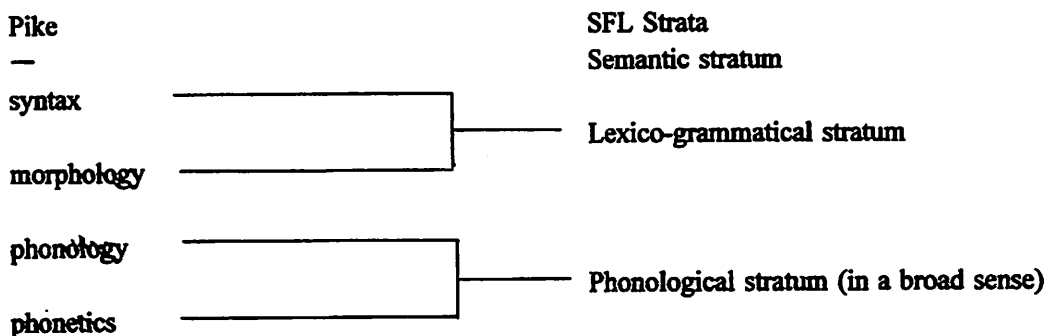 Pike SFL Strata
— Semantic stratum
syntax
Lexico-grammatical stratum
morphology
phonology
Phonological stratum (in a broad sense)
phonetics